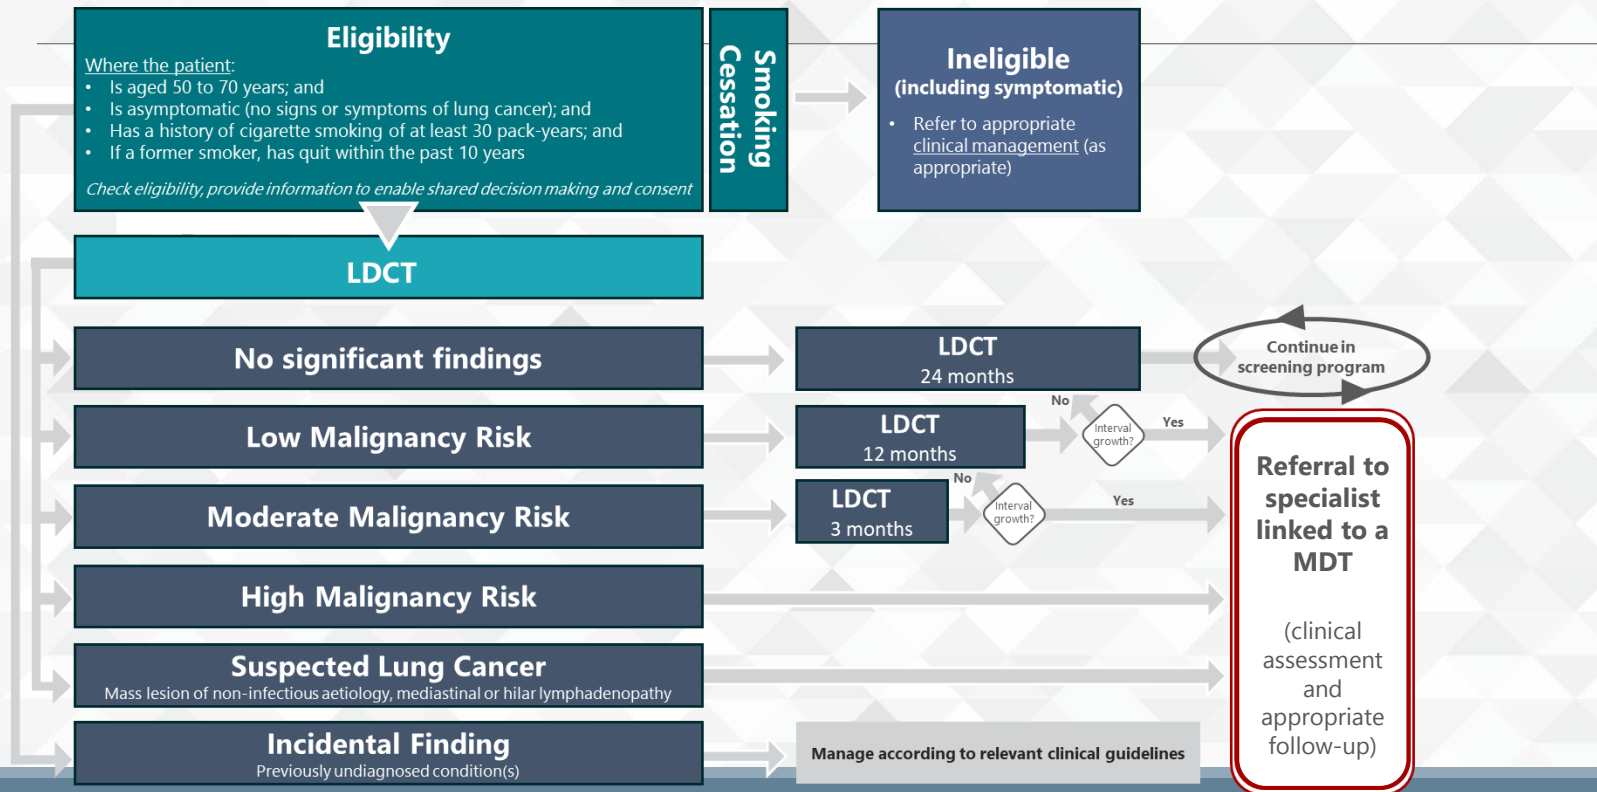 Eligibility
Where the patient:
• Is aged 50 to 70 years; and
• Is asymptomatic (no signs or symptoms of lung cancer); and
• Has a history of cigarette smoking of at least 30 pack-years; and
• If a former smoker, has quit within the past 10 years
Check eligibility, provide information to enable shared decision making and consent
Smoking
Cessation
Ineligible
(including symptomatic)
• Refer to appropriate
clinical management (as
appropriate)
LDCT
No significant findings
LDCT
24 months
Continue in
screening program
Low Malignancy Risk
LDCT
12 months
No
Interval
growth?
Yes
Moderate Malignancy Risk
LDCT
3 months
No
Interval
growth?
Yes
High Malignancy Risk
Suspected Lung Cancer
Mass lesion of non-infectious aetiology, mediastinal or hilar lymphadenopathy
Incidental Finding
Previously undiagnosed condition(s)
Manage according to relevant clinical guidelines
Referral to
specialist
linked to a
MDT
(clinical
assessment
and
appropriate
follow-up)